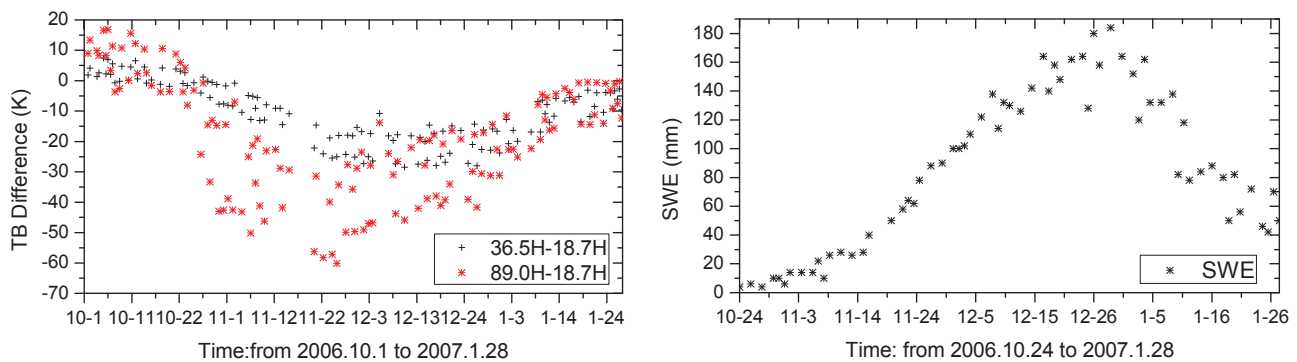 TB Difference (K)
20
10
0
-10
-20
-30
-40
-50
-60
-70
36.5H-18.7H
89.0H-18.7H
10-1 10-11 10-22 11-1 11-12 11-22 12-3 12-13 12-24 1-3 1-14 1-24
Time:from 2006.10.1 to 2007.1.28
SWE (mm)
180
160
140
120
100
80
60
40
20
0
SWE
10-24 11-3 11-14 11-24 12-5 12-15 12-26 1-5 1-16 1-26
Time: from 2006.10.24 to 2007.1.28